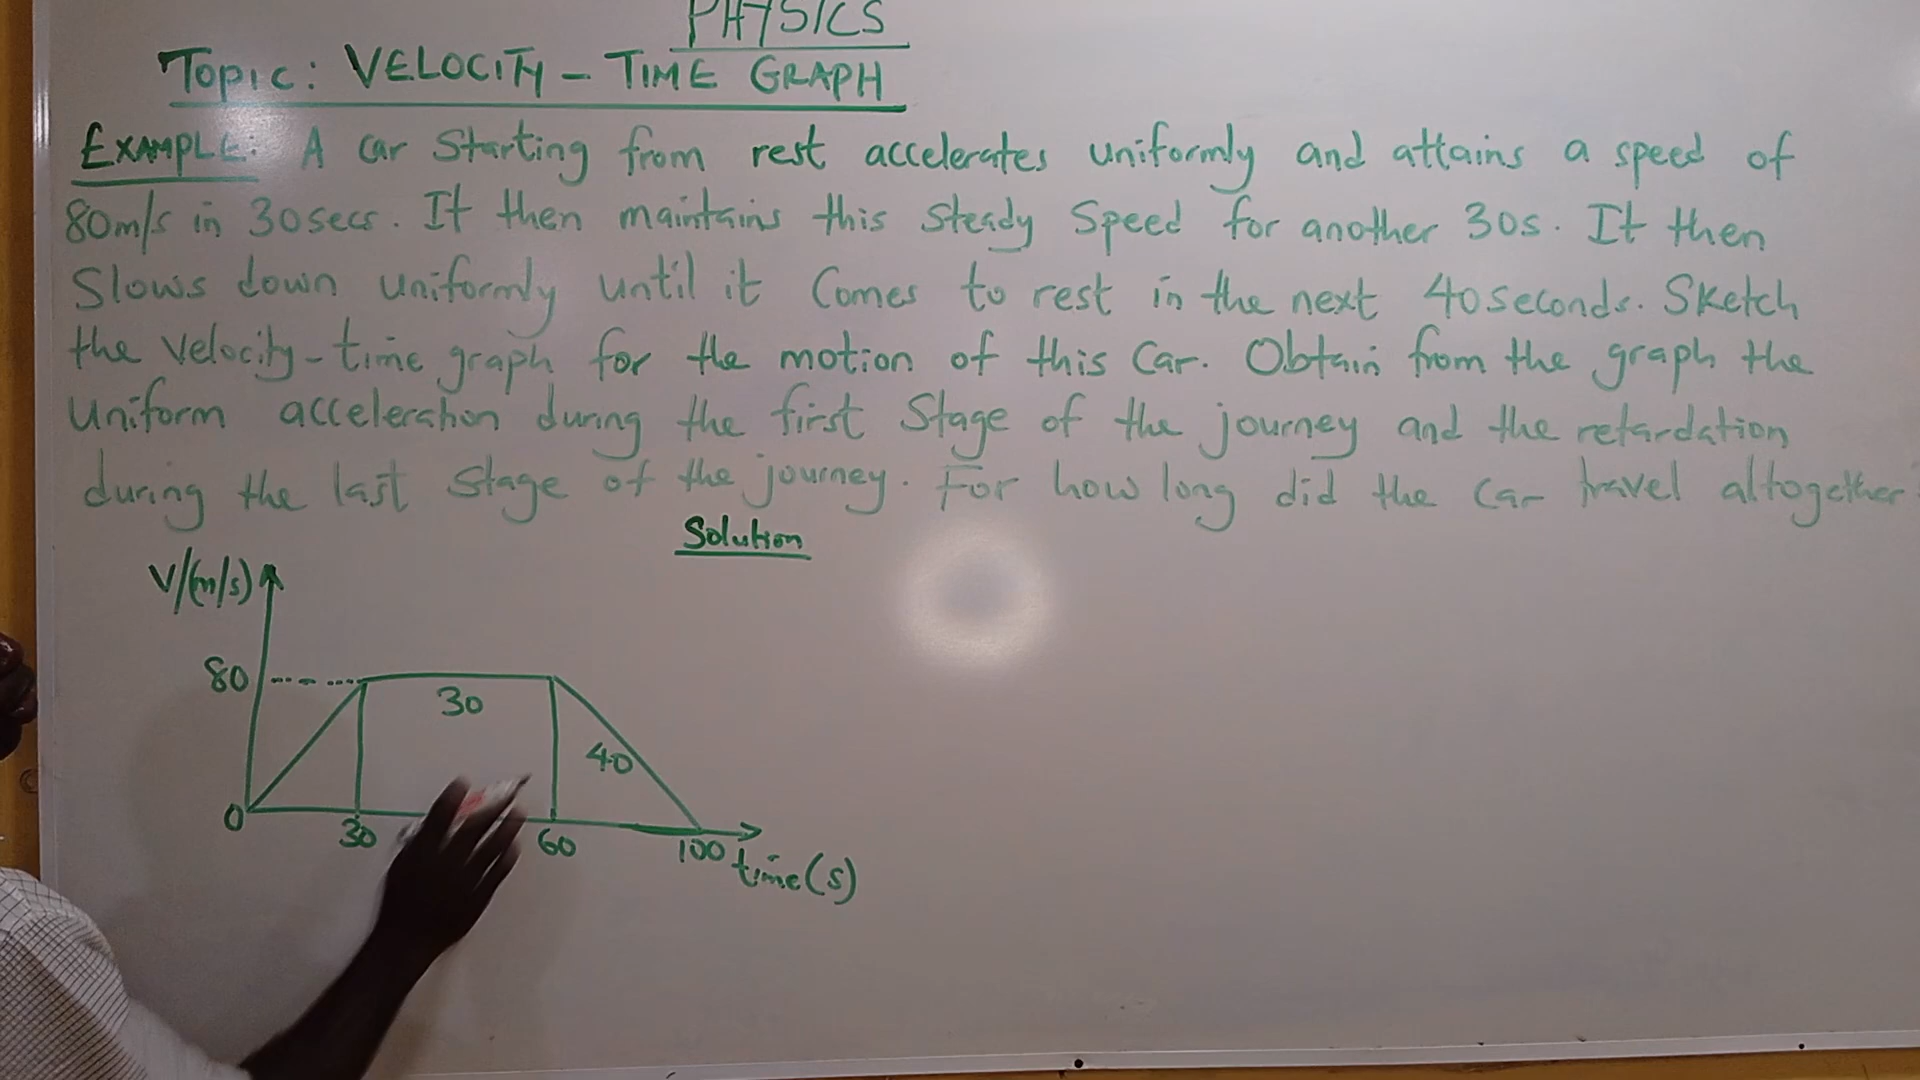 PHYSICS
Topic: VELOCITY - TIME GRAPH
EXAMPLE: A car Starting from rest accelerates uniformly and attains a speed of
80m/s in 30secs. It then maintains this Steady Speed for another 30s. It then
Slows down uniformly until it Comes to rest in the next 40seconds. Sketch
the velocity-time graph for the motion of this Car. Obtain from the graph the
Uniform acceleration during the first Stage of the journey and the retardation
during the last Stage of the journey. For how long did the Car travel altogether
Solution
V/(m/s)
80
30
40
0
30
60
100
time(s)